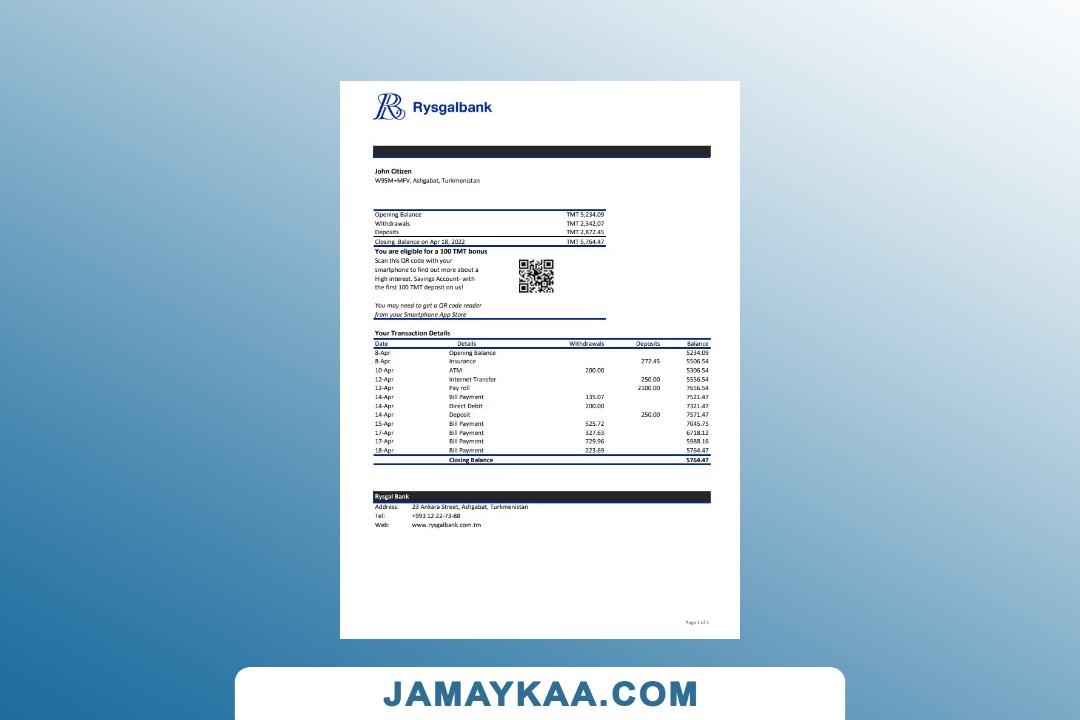 Rysgalbank
John Citizen
W9SM+MFV, Ashgabat, Turkmenistan
Opening Balance TMT 5,234.09
Withdrawals TMT 2,342.07
Deposits TMT 2,872.45
Closing Balance on Apr 18, 2022 TMT 5,764.47
You are eligible for a 100 TMT bonus
Scan this QR code with your
smartphone to find out more about a
High interest. Savings Account- with
the first 100 TMT deposit on us!
You may need to get a QR code reader
from your Smartphone App Store
Your Transaction Details
Date Details Withdrawals Deposits Balance
8-Apr Opening Balance 5234.09
8-Apr Insurance 272.45 5506.54
10-Apr ATM 200.00 5306.54
12-Apr Internet Transfer 250.00 5556.54
12-Apr Pay roll 2100.00 7656.54
14-Apr Bill Payment 135.07 7521.47
14-Apr Direct Debit 200.00 7321.47
14-Apr Deposit 250.00 7571.47
15-Apr Bill Payment 525.72 7045.75
17-Apr Bill Payment 327.63 6718.12
17-Apr Bill Payment 729.96 5988.16
18-Apr Bill Payment 223.69 5764.47
Closing Balance 5764.47
Rysgal Bank
Address: 23 Ankara Street, Ashgabat, Turkmenistan
Tel: +993 12 22-73-88
Web: www.rysgalbank.com.tm
Page 1 of 1
JAMAYKAA.COM